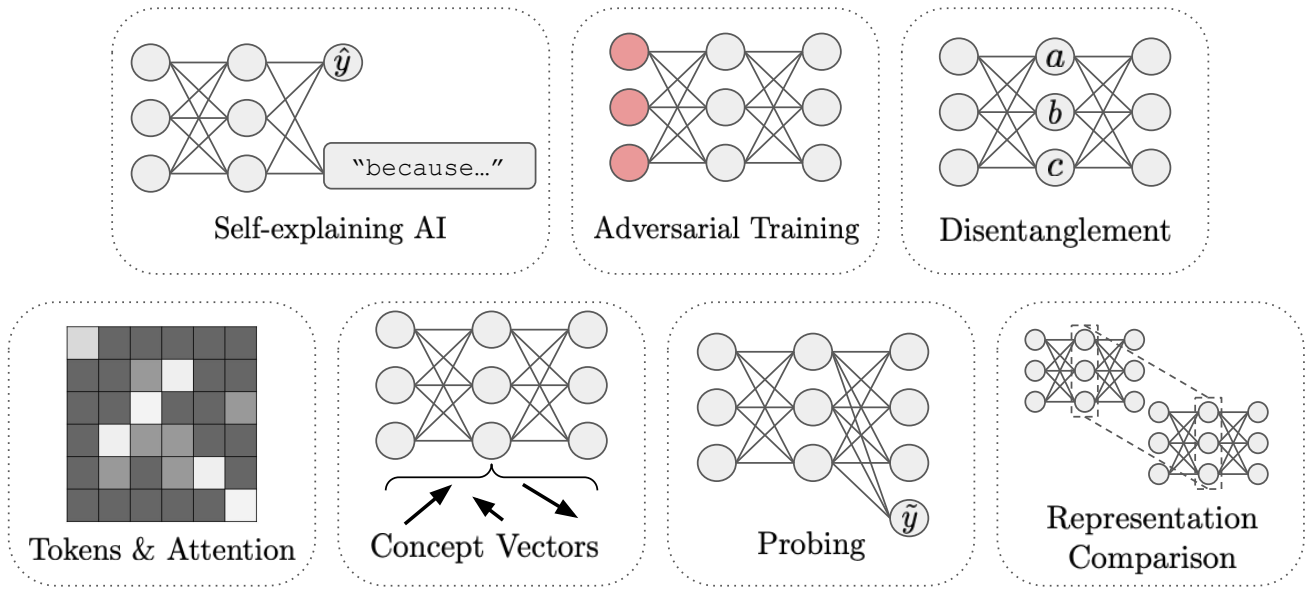 ŷ
“because…”
Self-explaining AI
Adversarial Training
a
b
c
Disentanglement
Tokens & Attention
Concept Vectors
ỹ
Probing
Representation
Comparison